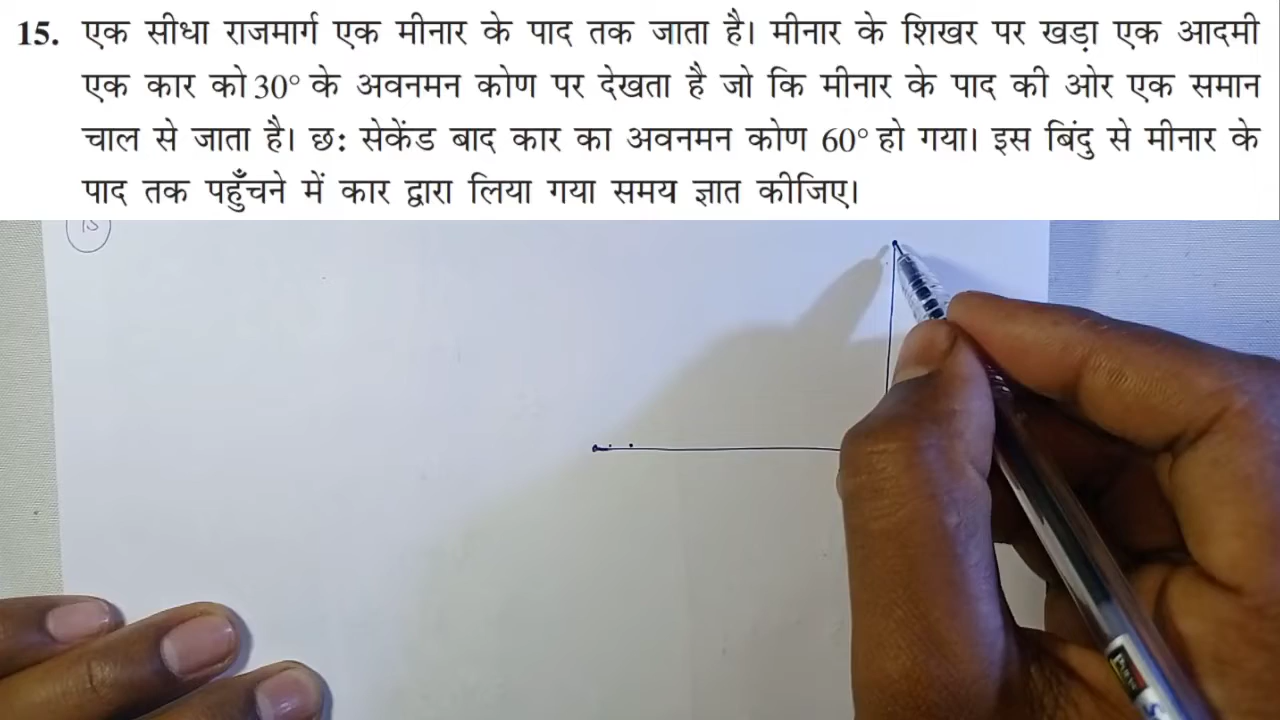 15. एक सीधा राजमार्ग एक मीनार के पाद तक जाता है। मीनार के शिखर पर खड़ा एक आदमी
एक कार को 30° के अवनमन कोण पर देखता है जो कि मीनार के पाद की ओर एक समान
चाल से जाता है। छ: सेकेंड बाद कार का अवनमन कोण 60° हो गया। इस बिंदु से मीनार के
पाद तक पहुँचने में कार द्वारा लिया गया समय ज्ञात कीजिए।
15